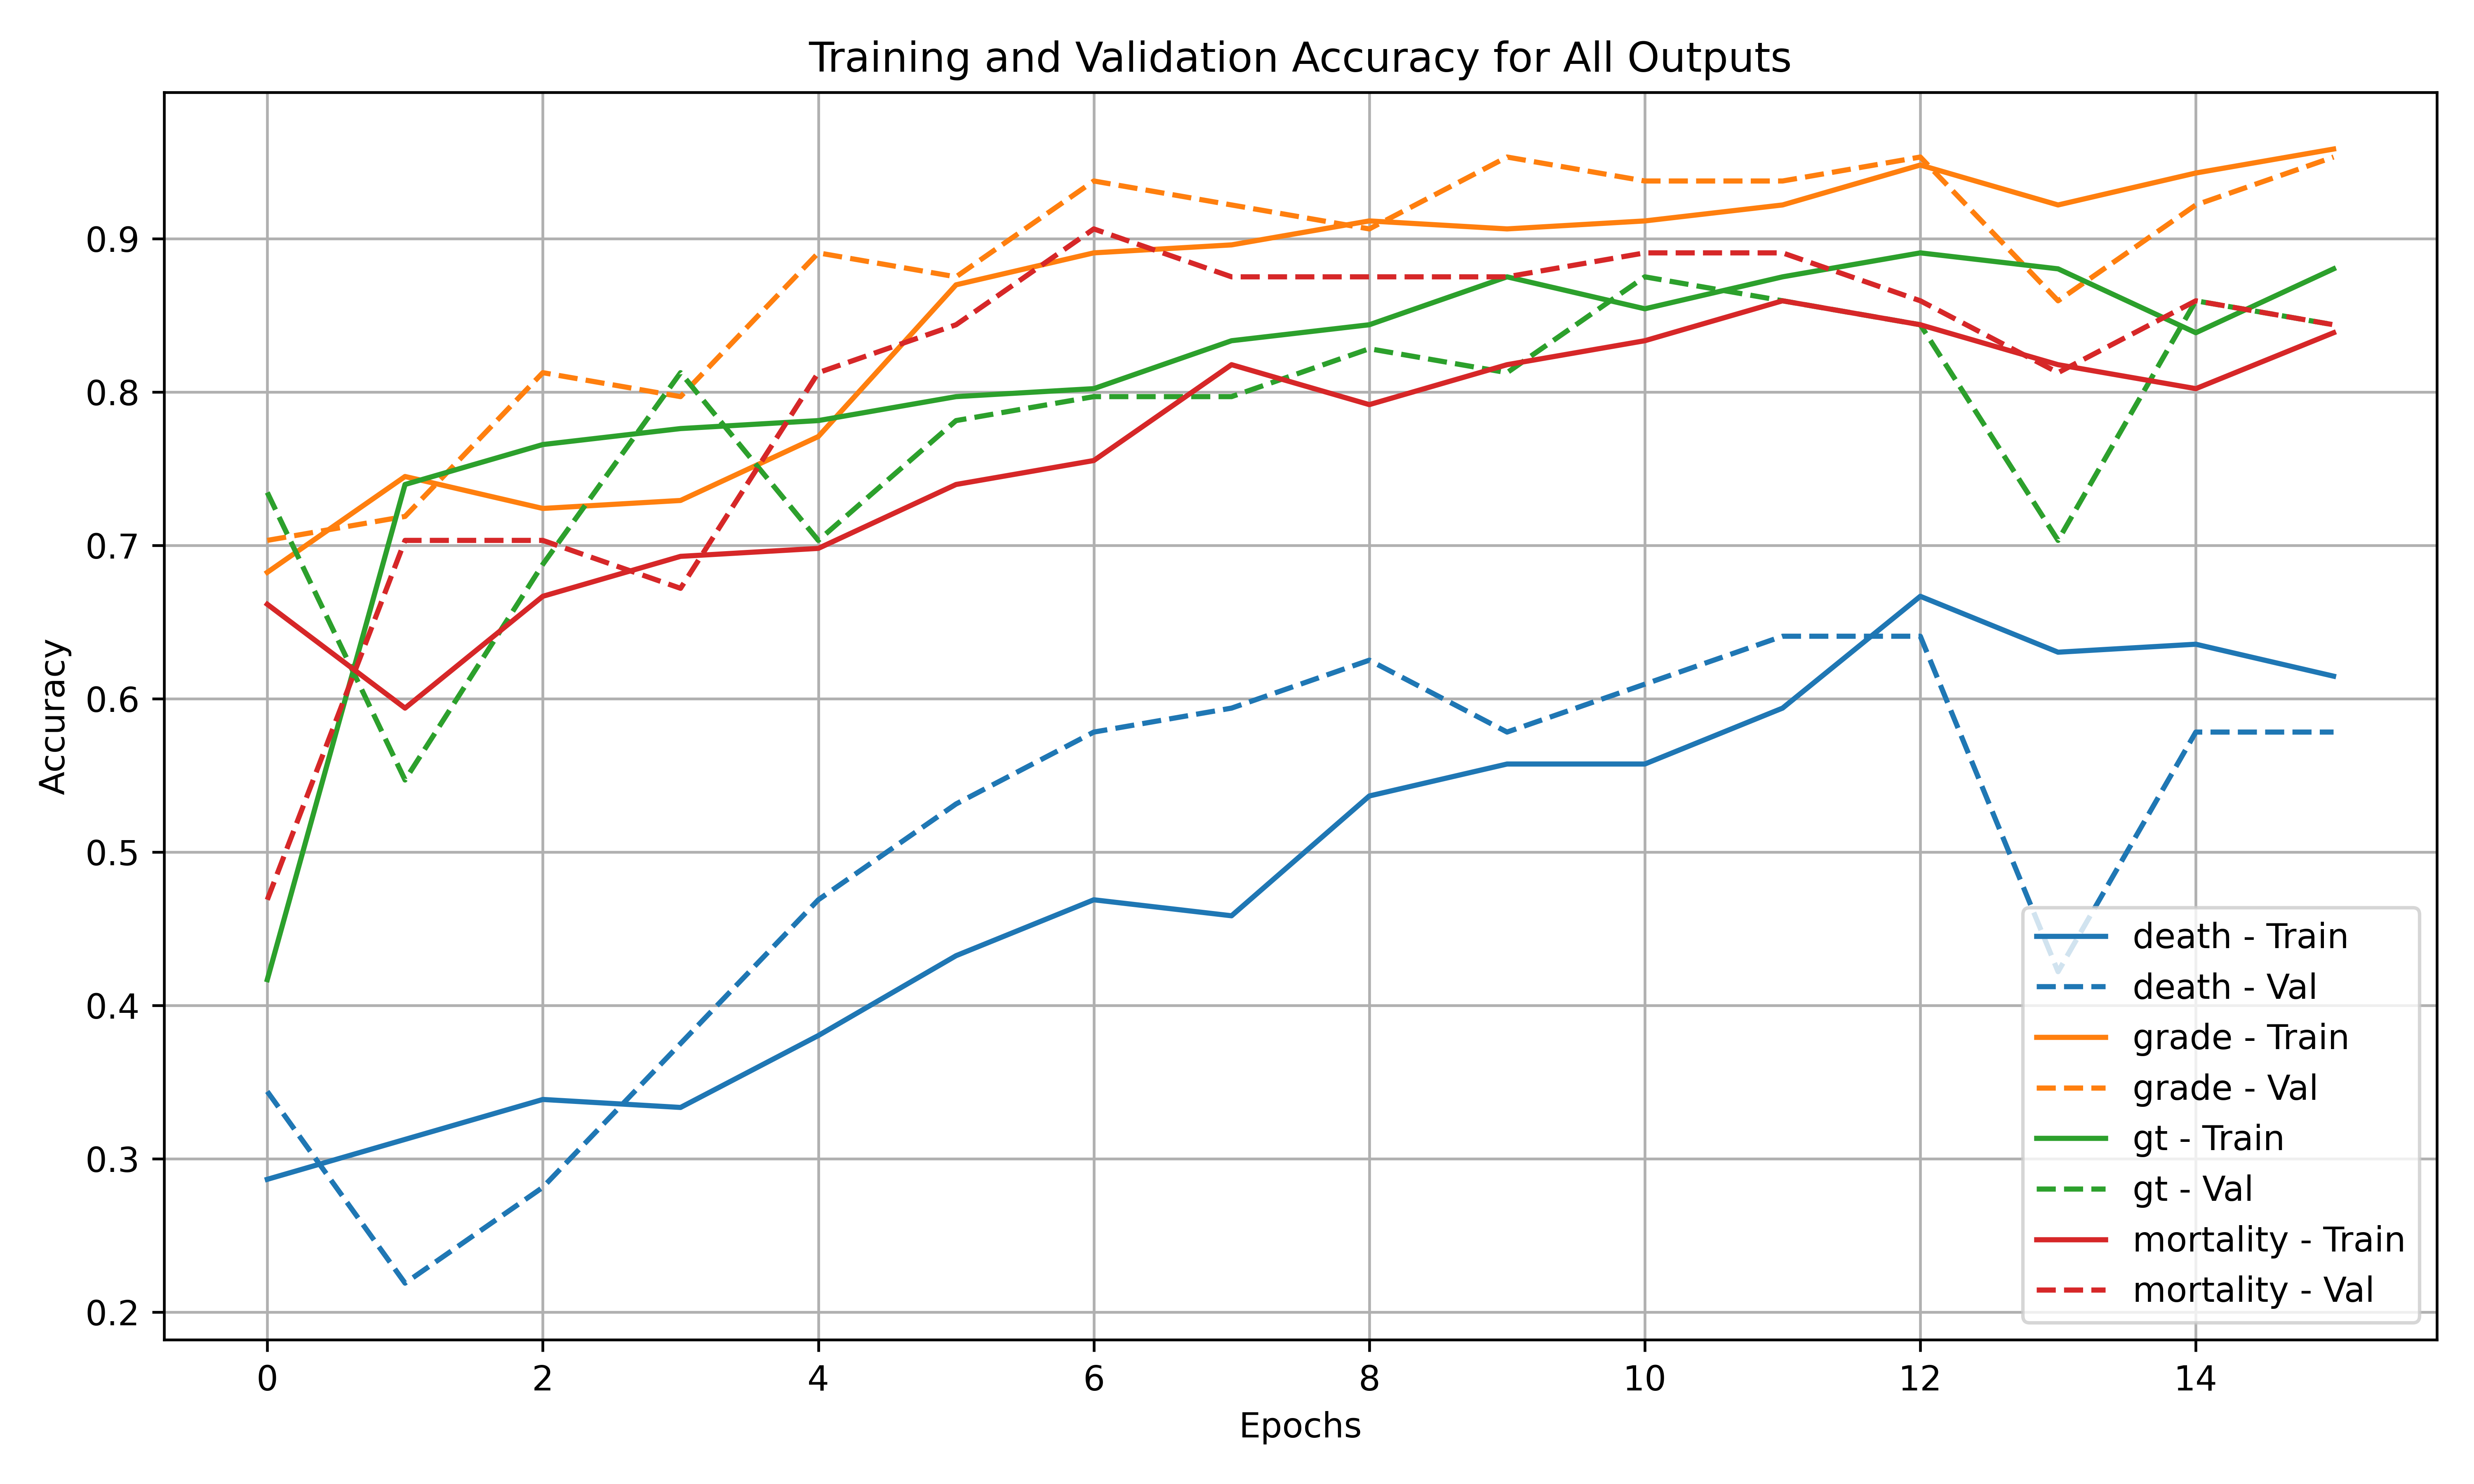 Training and Validation Accuracy for All Outputs
Accuracy
0.9
0.8
0.7
0.6
0.5
0.4
0.3
0.2
death - Train
death - Val
grade - Train
grade - Val
gt - Train
gt - Val
mortality - Train
mortality - Val
0 2 4 6 8 10 12 14
Epochs